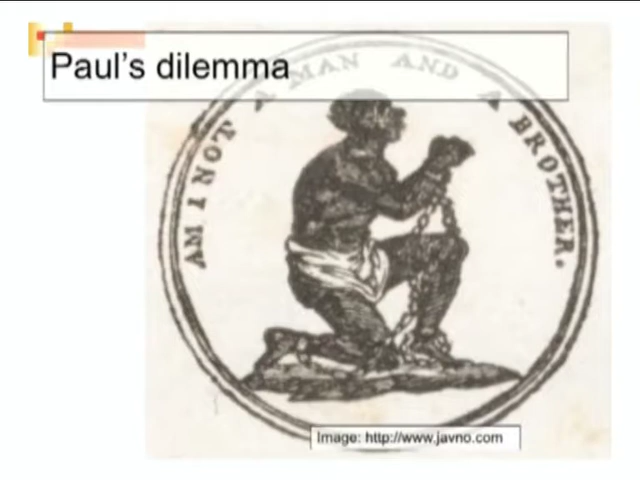 Paul's dilemma
AM I NOT A MAN AND A BROTHER.
Image: http://www.javno.com